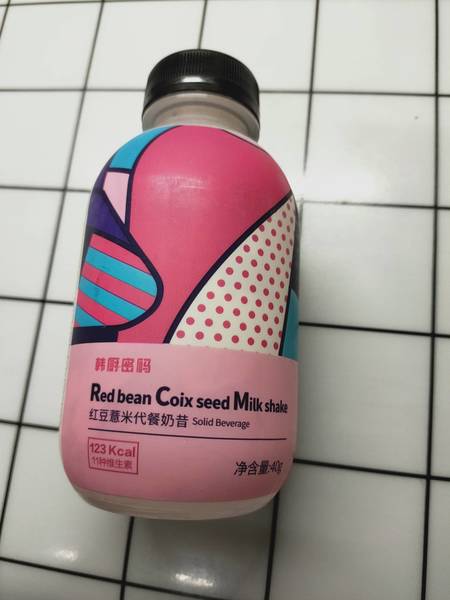 韩厨密码
Red bean Coix seed Milk shake
红豆薏米代餐奶昔 Solid Beverage
123 Kcal
11种维生素
净含量:40g